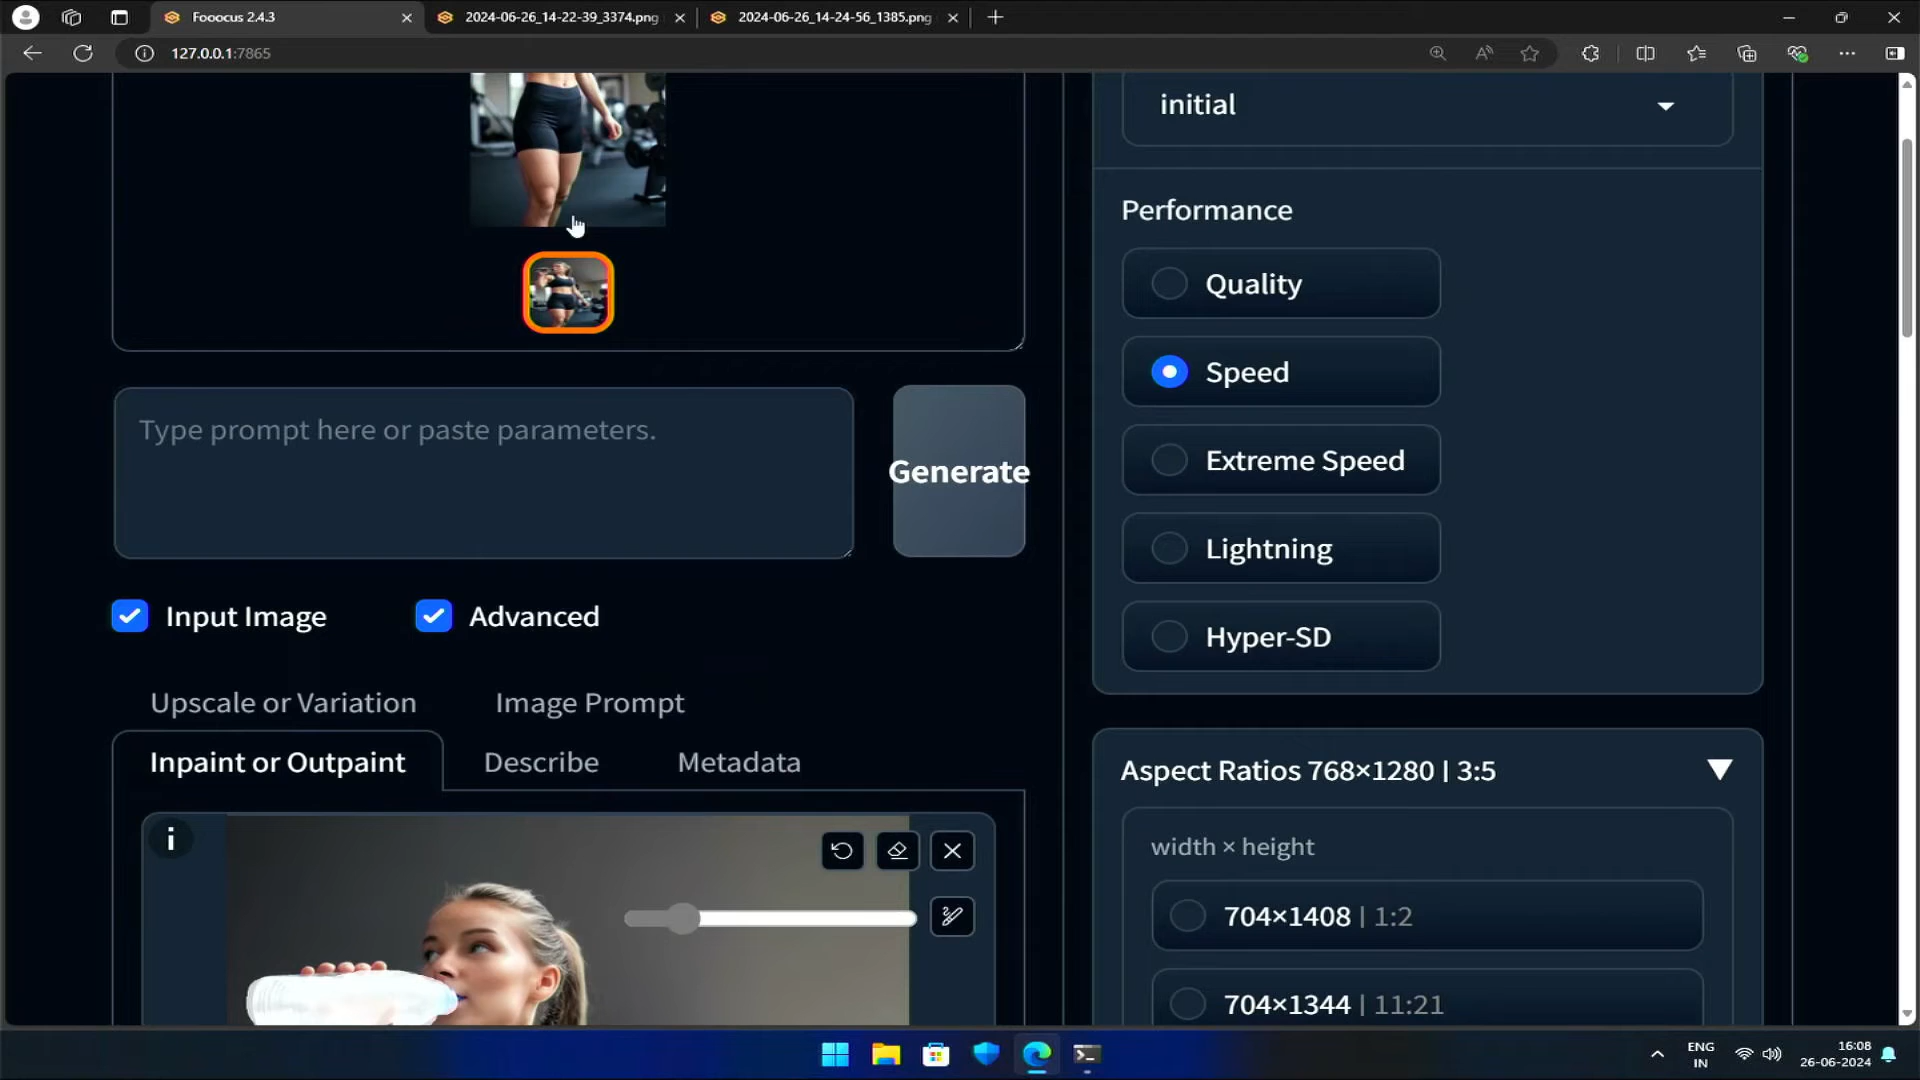 Fooocus 2.4.3
2024-06-26_14-22-39_3374.png
2024-06-26_14-24-56_1385.png
127.0.0.1:7865
initial
Performance
Quality
Speed
Extreme Speed
Lightning
Hyper-SD
Type prompt here or paste parameters.
Generate
Input Image
Advanced
Upscale or Variation
Image Prompt
Inpaint or Outpaint
Describe
Metadata
Aspect Ratios 768×1280 | 3:5
width × height
704×1408 | 1:2
704×1344 | 11:21
ENG
IN
16:08
26-06-2024